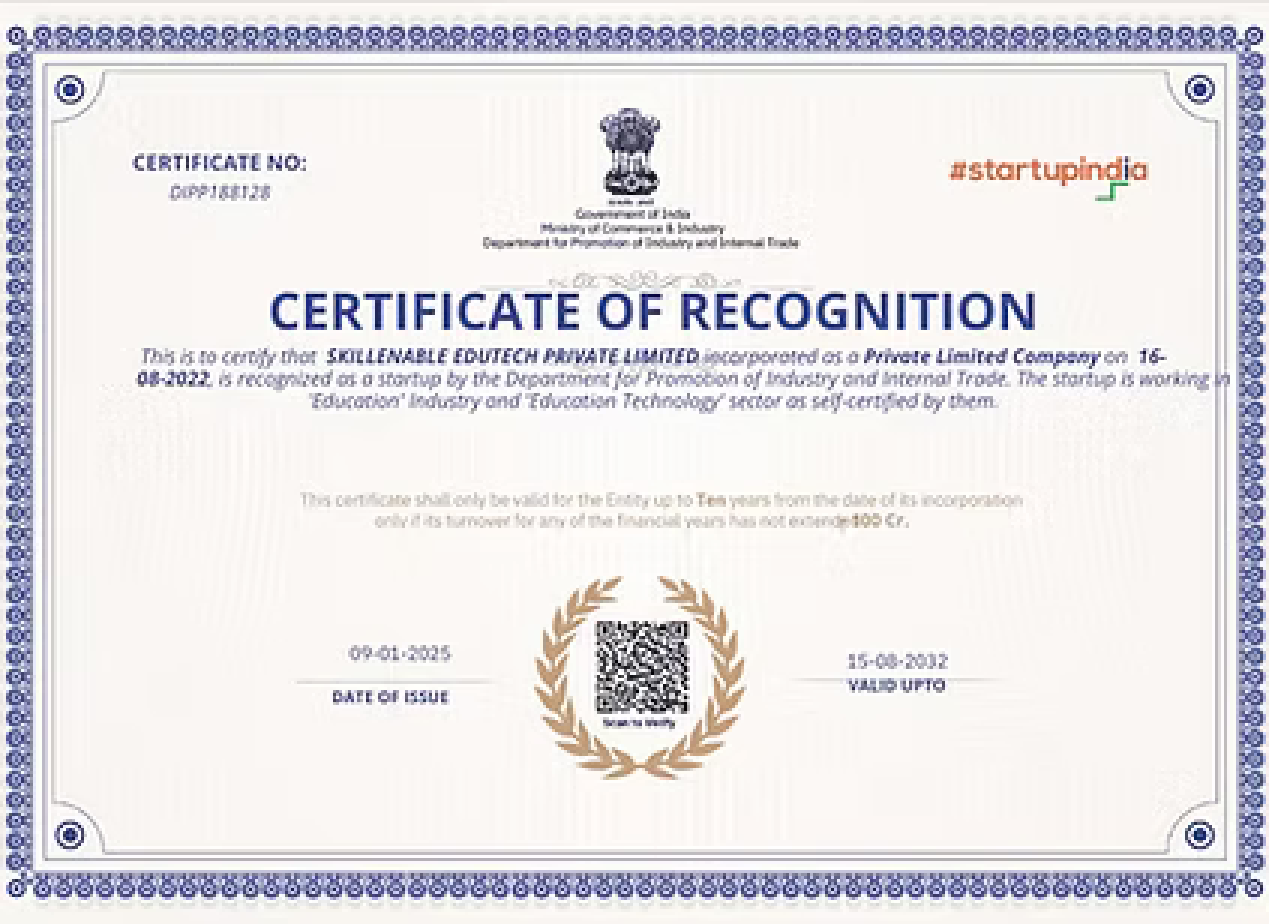 CERTIFICATE NO:
DIPP188128
#startupindia
Government of India
Ministry of Commerce & Industry
Department for Promotion of Industry and Internal Trade
CERTIFICATE OF RECOGNITION
This is to certify that SKILLENABLE EDUTECH PRIVATE LIMITED, incorporated as a Private Limited Company on 16-
08-2022, is recognized as a startup by the Department for Promotion of Industry and Internal Trade. The startup is working in
'Education' Industry and 'Education Technology' sector as self-certified by them.
This certificate shall only be valid for the Entity up to Ten years from the date of its incorporation
only if its turnover for any of the financial years has not 100 Cr.
09-01-2025
DATE OF ISSUE
Scan to Verify
15-08-2032
VALID UPTO